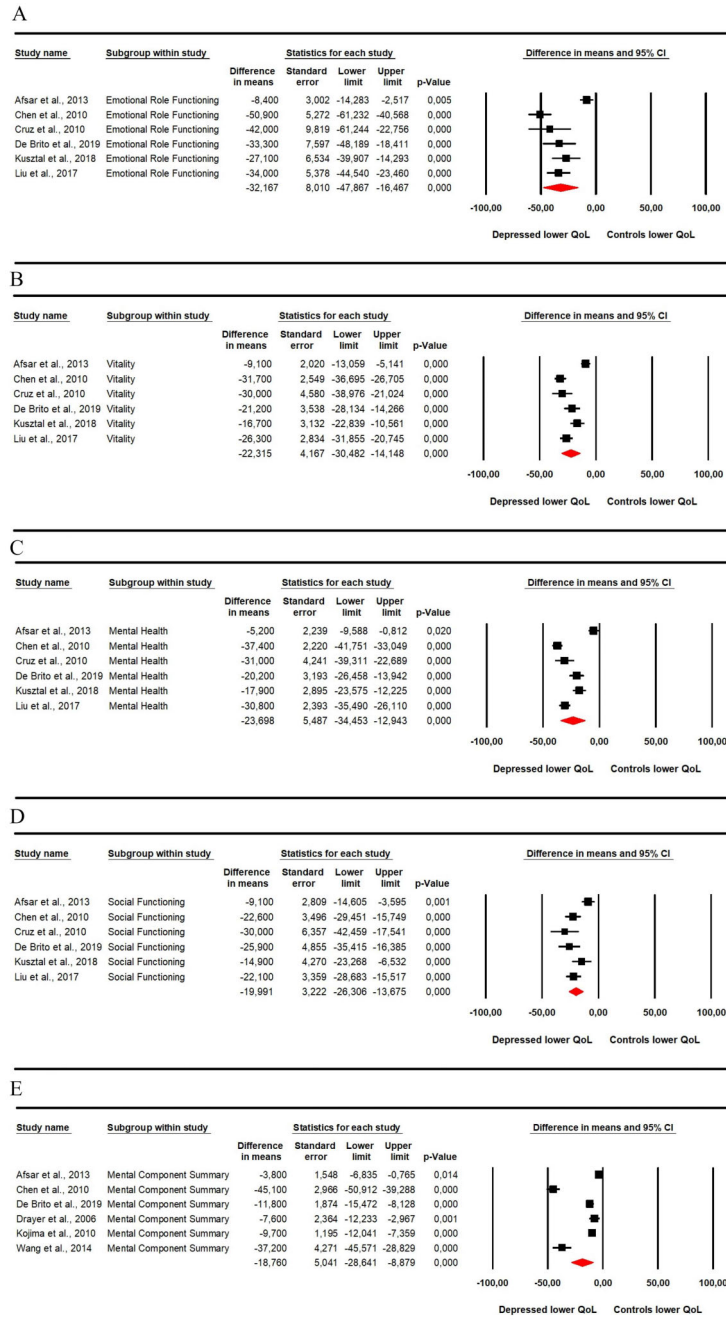 A
Study name Subgroup within study Statistics for each study Difference in means and 95% CI
Difference Standard Lower Upper
in means error limit limit p-Value
Afsar et al., 2013 Emotional Role Functioning -8,400 3,002 -14,283 -2,517 0,005
Chen et al., 2010 Emotional Role Functioning -50,900 5,272 -61,232 -40,568 0,000
Cruz et al., 2010 Emotional Role Functioning -42,000 9,819 -61,244 -22,756 0,000
De Brito et al., 2019 Emotional Role Functioning -33,300 7,597 -48,189 -18,411 0,000
Kusztal et al., 2018 Emotional Role Functioning -27,100 6,534 -39,907 -14,293 0,000
Liu et al., 2017 Emotional Role Functioning -34,000 5,378 -44,540 -23,460 0,000
-32,167 8,010 -47,867 -16,467 0,000
-100,00 -50,00 0,00 50,00 100,00
Depressed lower QoL Controls lower QoL
B
Study name Subgroup within study Statistics for each study Difference in means and 95% CI
Difference Standard Lower Upper
in means error limit limit p-Value
Afsar et al., 2013 Vitality -9,100 2,020 -13,059 -5,141 0,000
Chen et al., 2010 Vitality -31,700 2,549 -36,695 -26,705 0,000
Cruz et al., 2010 Vitality -30,000 4,580 -38,976 -21,024 0,000
De Brito et al., 2019 Vitality -21,200 3,538 -28,134 -14,266 0,000
Kusztal et al., 2018 Vitality -16,700 3,132 -22,839 -10,561 0,000
Liu et al., 2017 Vitality -26,300 2,834 -31,855 -20,745 0,000
-22,315 4,167 -30,482 -14,148 0,000
-100,00 -50,00 0,00 50,00 100,00
Depressed lower QoL Controls lower QoL
C
Study name Subgroup within study Statistics for each study Difference in means and 95% CI
Difference Standard Lower Upper
in means error limit limit p-Value
Afsar et al., 2013 Mental Health -5,200 2,239 -9,588 -0,812 0,020
Chen et al., 2010 Mental Health -37,400 2,220 -41,751 -33,049 0,000
Cruz et al., 2010 Mental Health -31,000 4,241 -39,311 -22,689 0,000
De Brito et al., 2019 Mental Health -20,200 3,193 -26,458 -13,942 0,000
Kusztal et al., 2018 Mental Health -17,900 2,895 -23,575 -12,225 0,000
Liu et al., 2017 Mental Health -30,800 2,393 -35,490 -26,110 0,000
-23,698 5,487 -34,453 -12,943 0,000
-100,00 -50,00 0,00 50,00 100,00
Depressed lower QoL Controls lower QoL
D
Study name Subgroup within study Statistics for each study Difference in means and 95% CI
Difference Standard Lower Upper
in means error limit limit p-Value
Afsar et al., 2013 Social Functioning -9,100 2,809 -14,605 -3,595 0,001
Chen et al., 2010 Social Functioning -22,600 3,496 -29,451 -15,749 0,000
Cruz et al., 2010 Social Functioning -30,000 6,357 -42,459 -17,541 0,000
De Brito et al., 2019 Social Functioning -25,900 4,855 -35,415 -16,385 0,000
Kusztal et al., 2018 Social Functioning -14,900 4,270 -23,268 -6,532 0,000
Liu et al., 2017 Social Functioning -22,100 3,359 -28,683 -15,517 0,000
-19,991 3,222 -26,306 -13,675 0,000
-100,00 -50,00 0,00 50,00 100,00
Depressed lower QoL Controls lower QoL
E
Study name Subgroup within study Statistics for each study Difference in means and 95% CI
Difference Standard Lower Upper
in means error limit limit p-Value
Afsar et al., 2013 Mental Component Summary -3,800 1,548 -6,835 -0,765 0,014
Chen et al., 2010 Mental Component Summary -45,100 2,966 -50,912 -39,288 0,000
De Brito et al., 2019 Mental Component Summary -11,800 1,874 -15,472 -8,128 0,000
Drayer et al., 2006 Mental Component Summary -7,600 2,364 -12,233 -2,967 0,001
Kojima et al., 2010 Mental Component Summary -9,700 1,195 -12,041 -7,359 0,000
Wang et al., 2014 Mental Component Summary -37,200 4,271 -45,571 -28,829 0,000
-18,760 5,041 -28,641 -8,879 0,000
-100,00 -50,00 0,00 50,00 100,00
Depressed lower QoL Controls lower QoL